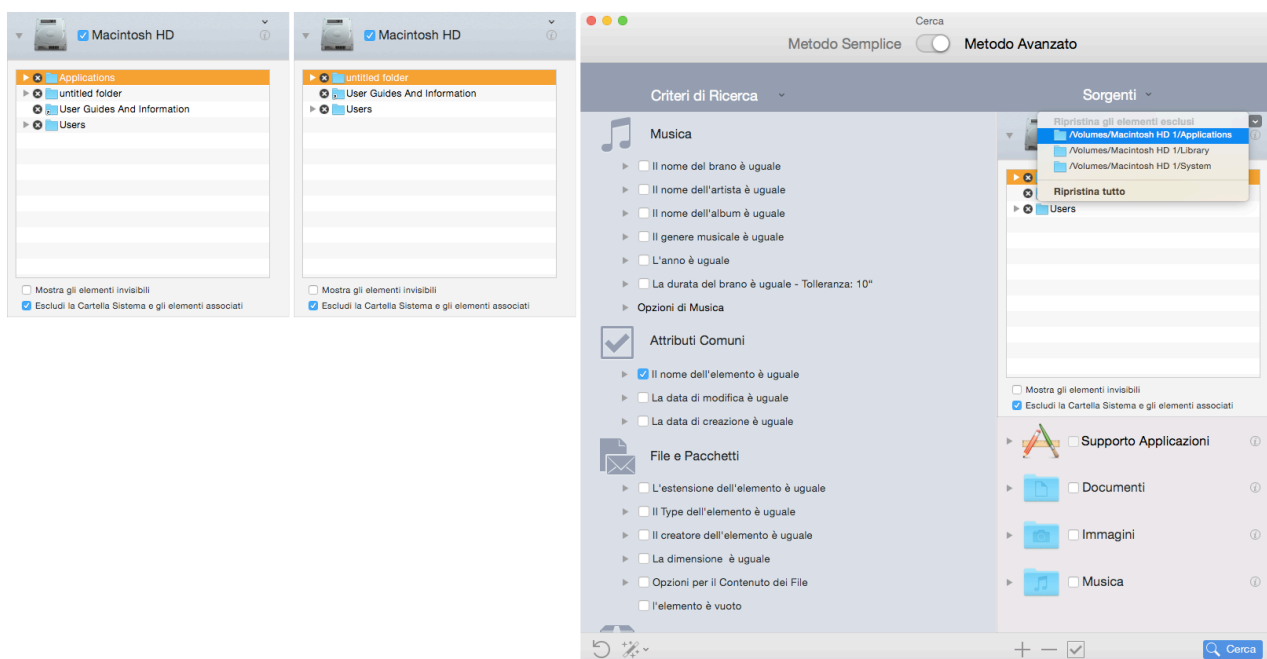 Macintosh HD
Applications
untitled folder
User Guides And Information
Users
Mostra gli elementi invisibili
Escludi la Cartella Sistema e gli elementi associati
Macintosh HD
untitled folder
User Guides And Information
Users
Mostra gli elementi invisibili
Escludi la Cartella Sistema e gli elementi associati
Cerca
Metodo Semplice
Metodo Avanzato
Criteri di Ricerca
Musica
Il nome del brano è uguale
Il nome dell'artista è uguale
Il nome dell'album è uguale
Il genere musicale è uguale
L'anno è uguale
La durata del brano è uguale - Tolleranza: 10"
Opzioni di Musica
Attributi Comuni
Il nome dell'elemento è uguale
La data di modifica è uguale
La data di creazione è uguale
File e Pacchetti
L'estensione dell'elemento è uguale
Il Type dell'elemento è uguale
Il creatore dell'elemento è uguale
La dimensione è uguale
Opzioni per il Contenuto dei File
l'elemento è vuoto
Sorgenti
Ripristina gli elementi esclusi
/Volumes/Macintosh HD 1/Applications
/Volumes/Macintosh HD 1/Library
/Volumes/Macintosh HD 1/System
Ripristina tutto
Users
Mostra gli elementi invisibili
Escludi la Cartella Sistema e gli elementi associati
Supporto Applicazioni
Documenti
Immagini
Musica
Cerca